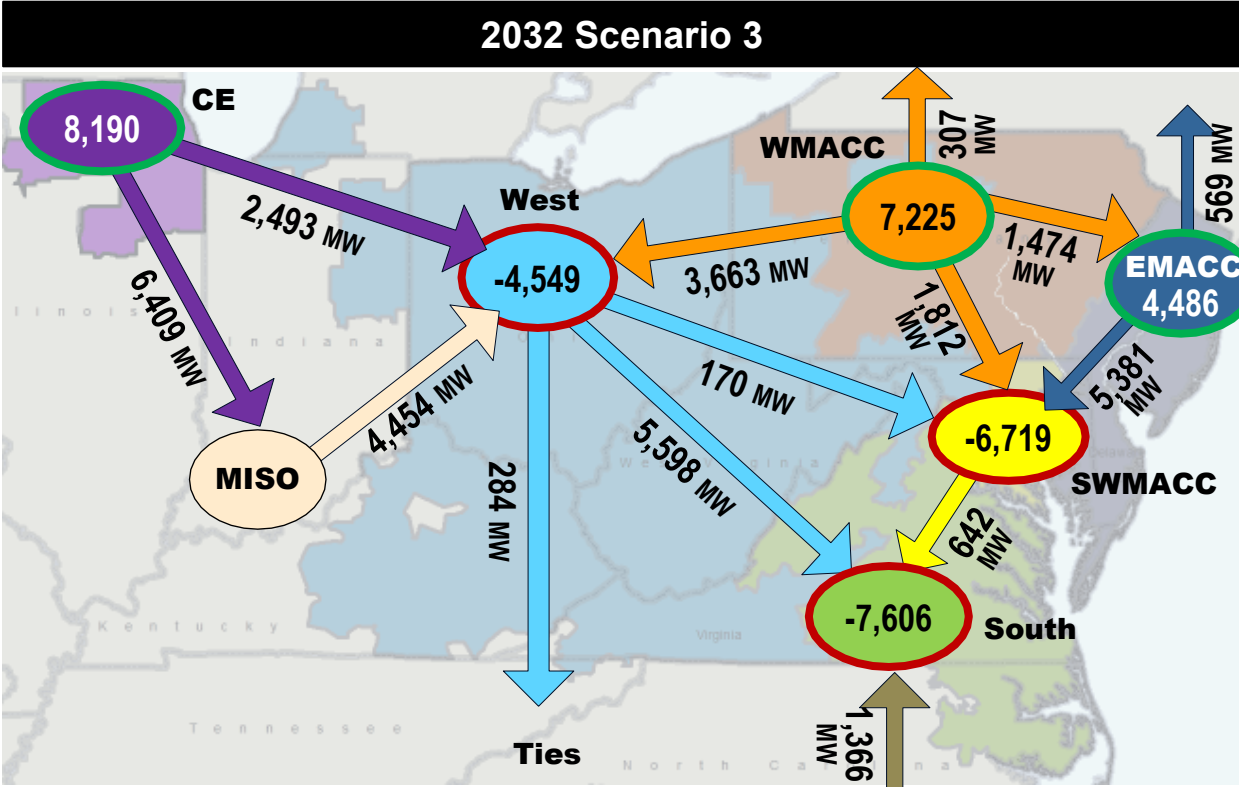 2032 Scenario 3
CE
8,190
2,493 MW
6,409 MW
MISO
4,454 MW
West
-4,549
284 MW
Ties
5,598 MW
170 MW
3,663 MW
WMACC
7,225
307
MW
1,474
MW
1,812
MW
EMACC
4,486
569 MW
5,381
MW
-6,719
SWMACC
642
MW
-7,606
South
1,366
MW
Illinois
Indiana
West Virginia
Kentucky
Virginia
Tennessee